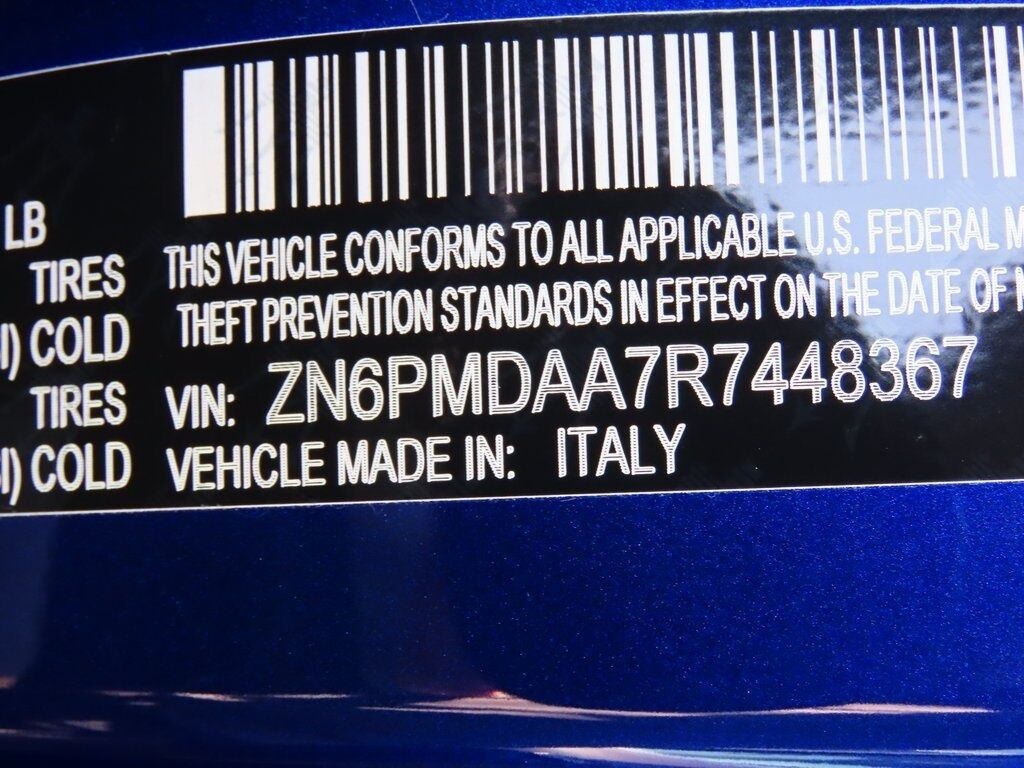 LB
TIRES
I) COLD
TIRES
I) COLD
THIS VEHICLE CONFORMS TO ALL APPLICABLE U.S. FEDERAL M
THEFT PREVENTION STANDARDS IN EFFECT ON THE DATE OF M
VIN: ZN6PMDAA7R7448367
VEHICLE MADE IN: ITALY